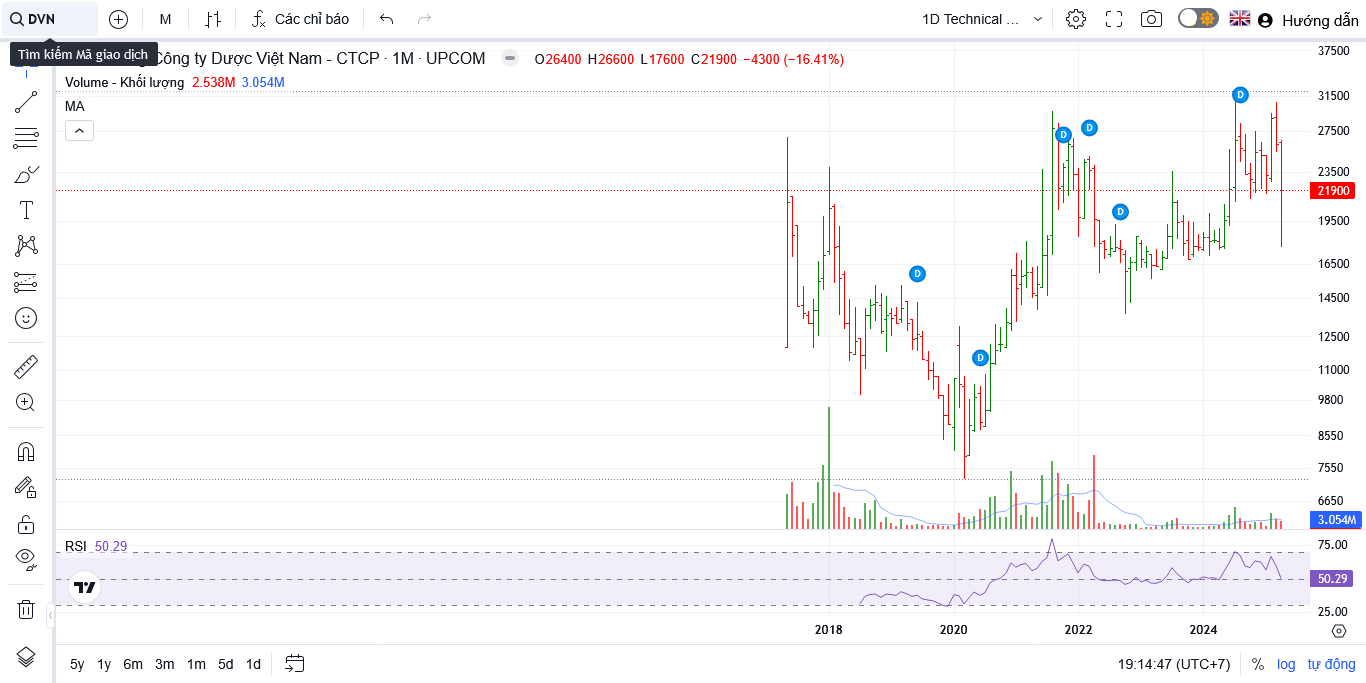 DVN M Các chỉ báo 1D Technical ... Hướng dẫn
Tìm kiếm Mã giao dịch
Công ty Dược Việt Nam - CTCP · 1M · UPCOM O26400 H26600 L17600 C21900 −4300 (−16.41%)
Volume - Khối lượng 2.538M 3.054M
MA
37500
31500
27500
23500
21900
19500
16500
14500
12500
11000
9800
8550
7550
6650
3.054M
D
D
D
D
D
D
RSI 50.29
75.00
50.29
25.00
2018 2020 2022 2024
5y 1y 6m 3m 1m 5d 1d 19:14:47 (UTC+7) % log tự động